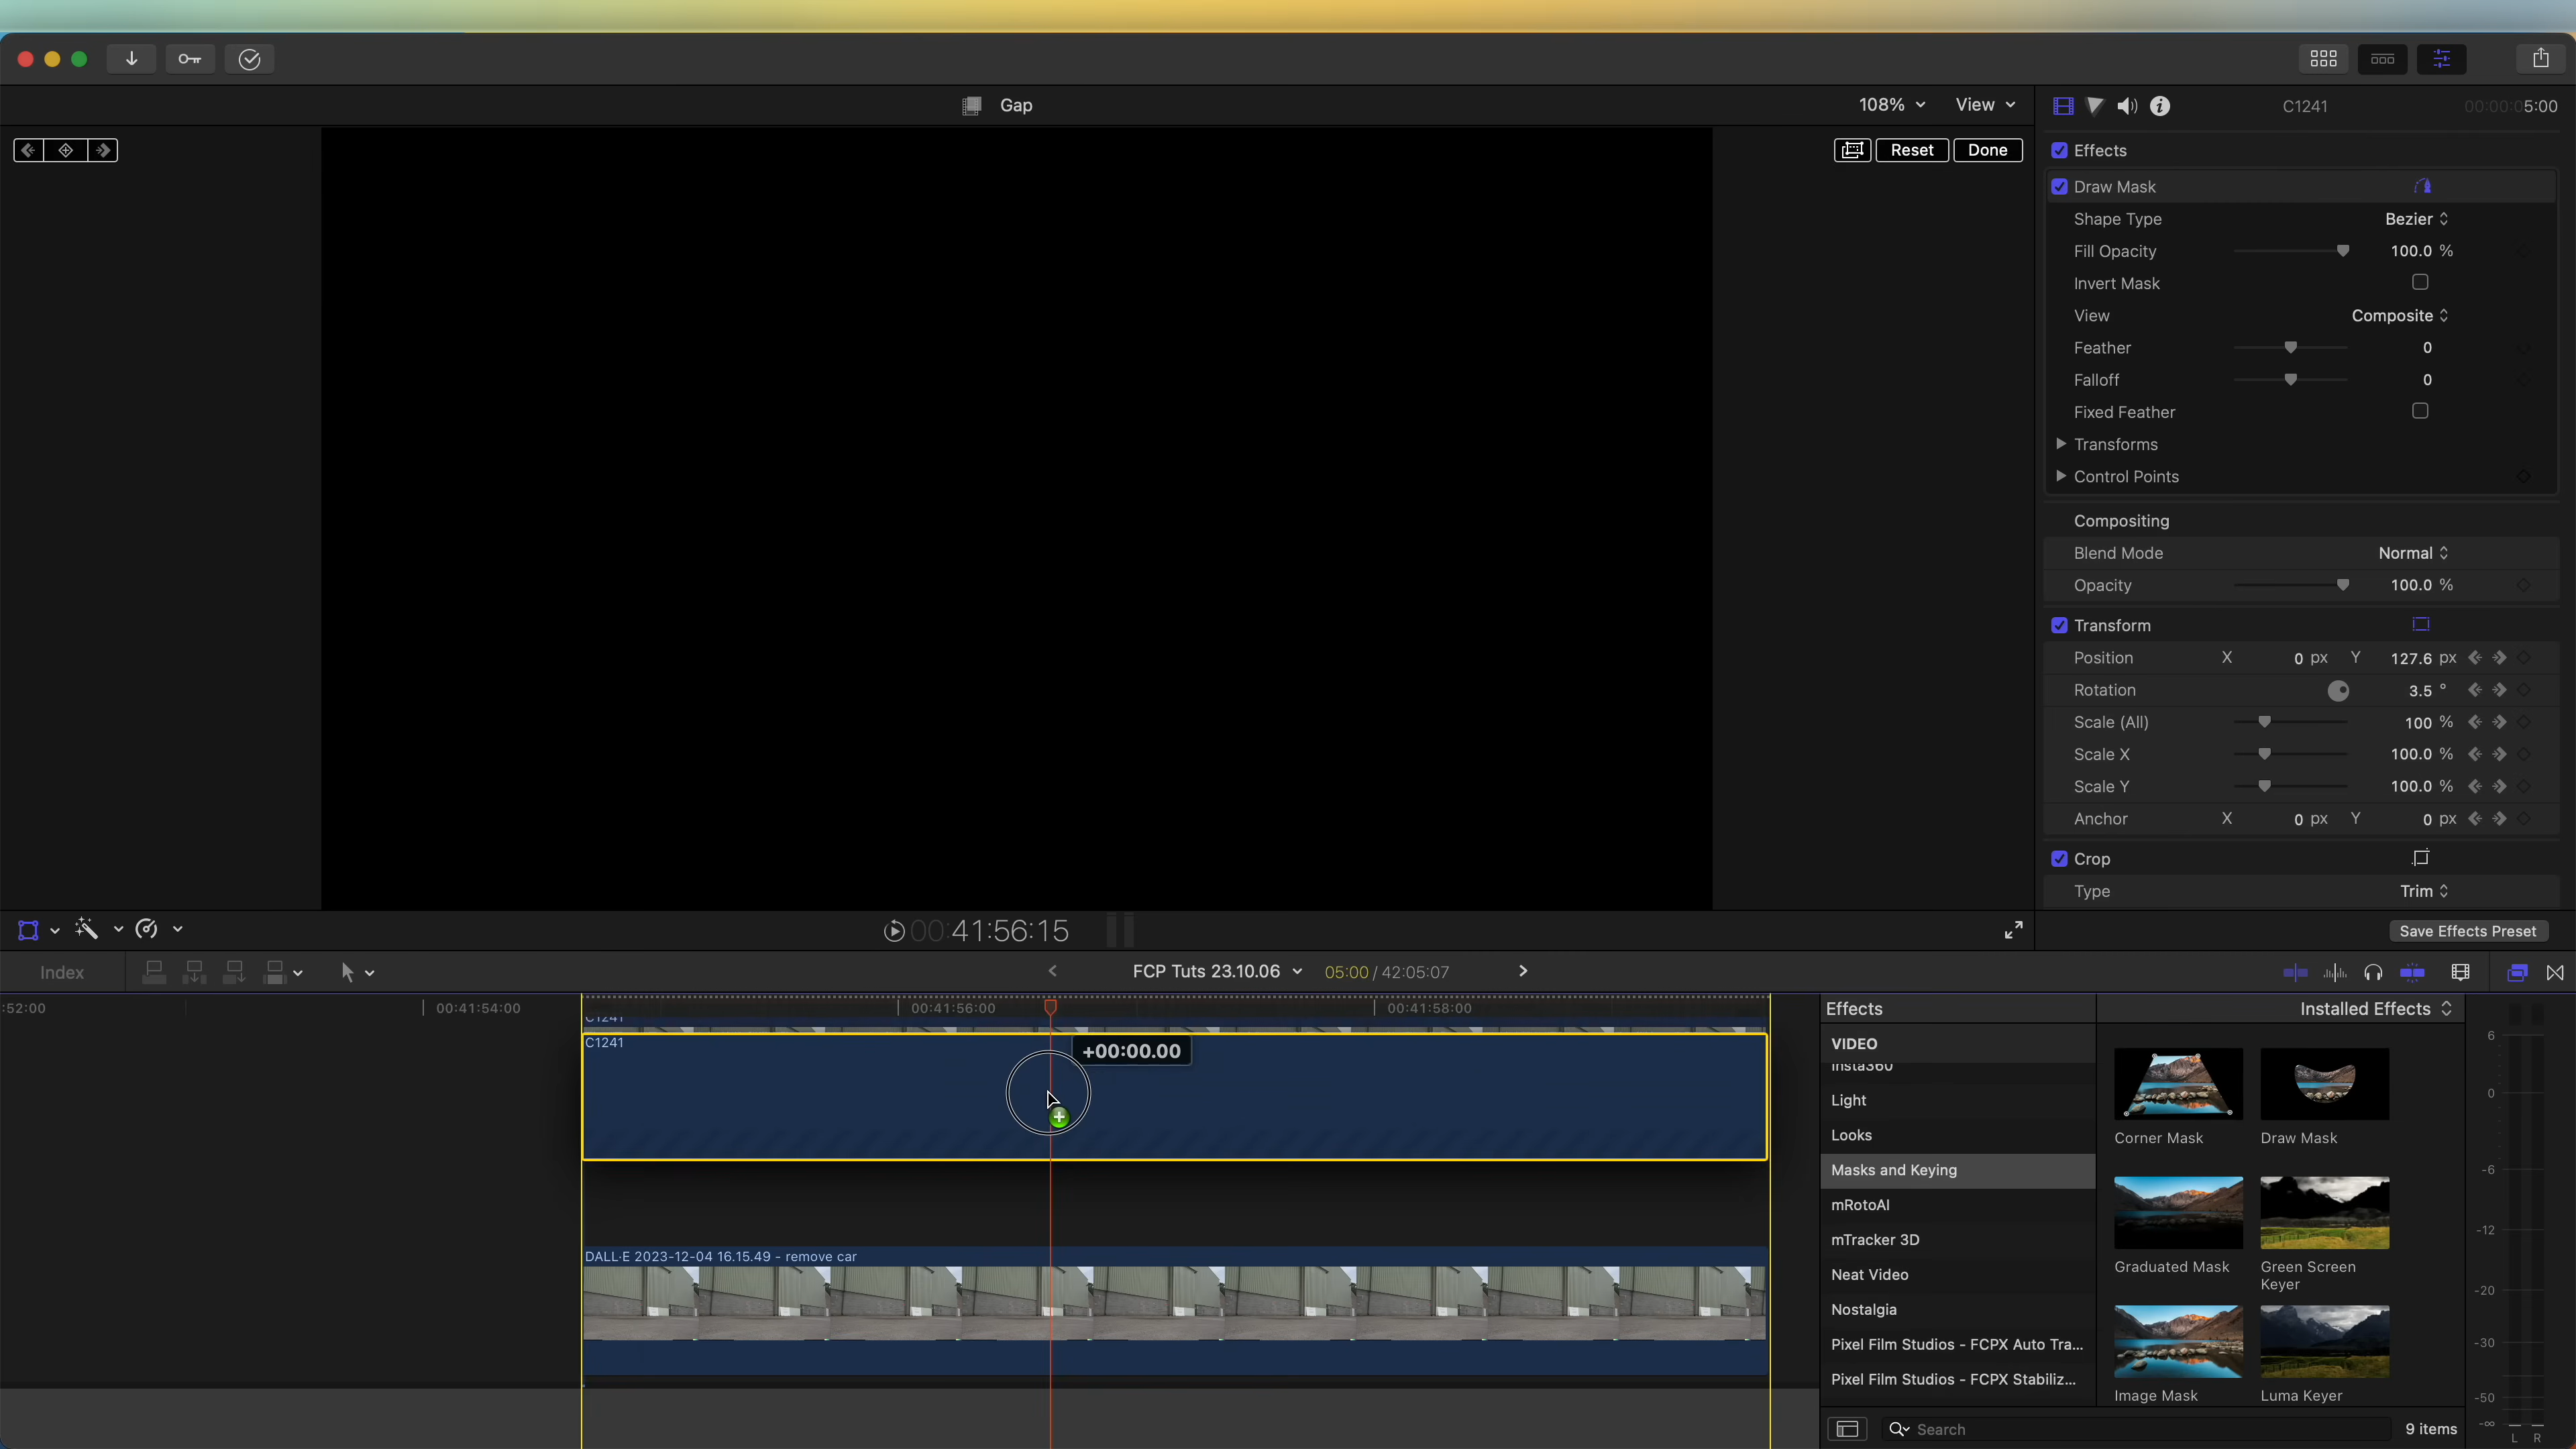 Gap
108%
View
C1241
00:00:05:00
Reset
Done
Effects
Draw Mask
Shape Type Bezier
Fill Opacity 100.0 %
Invert Mask
View Composite
Feather 0
Falloff 0
Fixed Feather
Transforms
Control Points
Compositing
Blend Mode Normal
Opacity 100.0 %
Transform
Position X 0 px Y 127.6 px
Rotation 3.5 °
Scale (All) 100 %
Scale X 100.0 %
Scale Y 100.0 %
Anchor X 0 px Y 0 px
Crop
Type Trim
00:41:56:15
Save Effects Preset
Index
FCP Tuts 23.10.06
05:00 / 42:05:07
:52:00
00:41:54:00
00:41:56:00
00:41:58:00
C1241
C1241
+00:00.00
DALL·E 2023-12-04 16.15.49 - remove car
Effects
Installed Effects
VIDEO
Insta360
Light
Looks
Masks and Keying
mRotoAI
mTracker 3D
Neat Video
Nostalgia
Pixel Film Studios - FCPX Auto Tra...
Pixel Film Studios - FCPX Stabiliz...
Corner Mask
Draw Mask
Graduated Mask
Green Screen
Keyer
Image Mask
Luma Keyer
Search
9 items
6
0
-6
-12
-20
-30
-50
-∞
L R